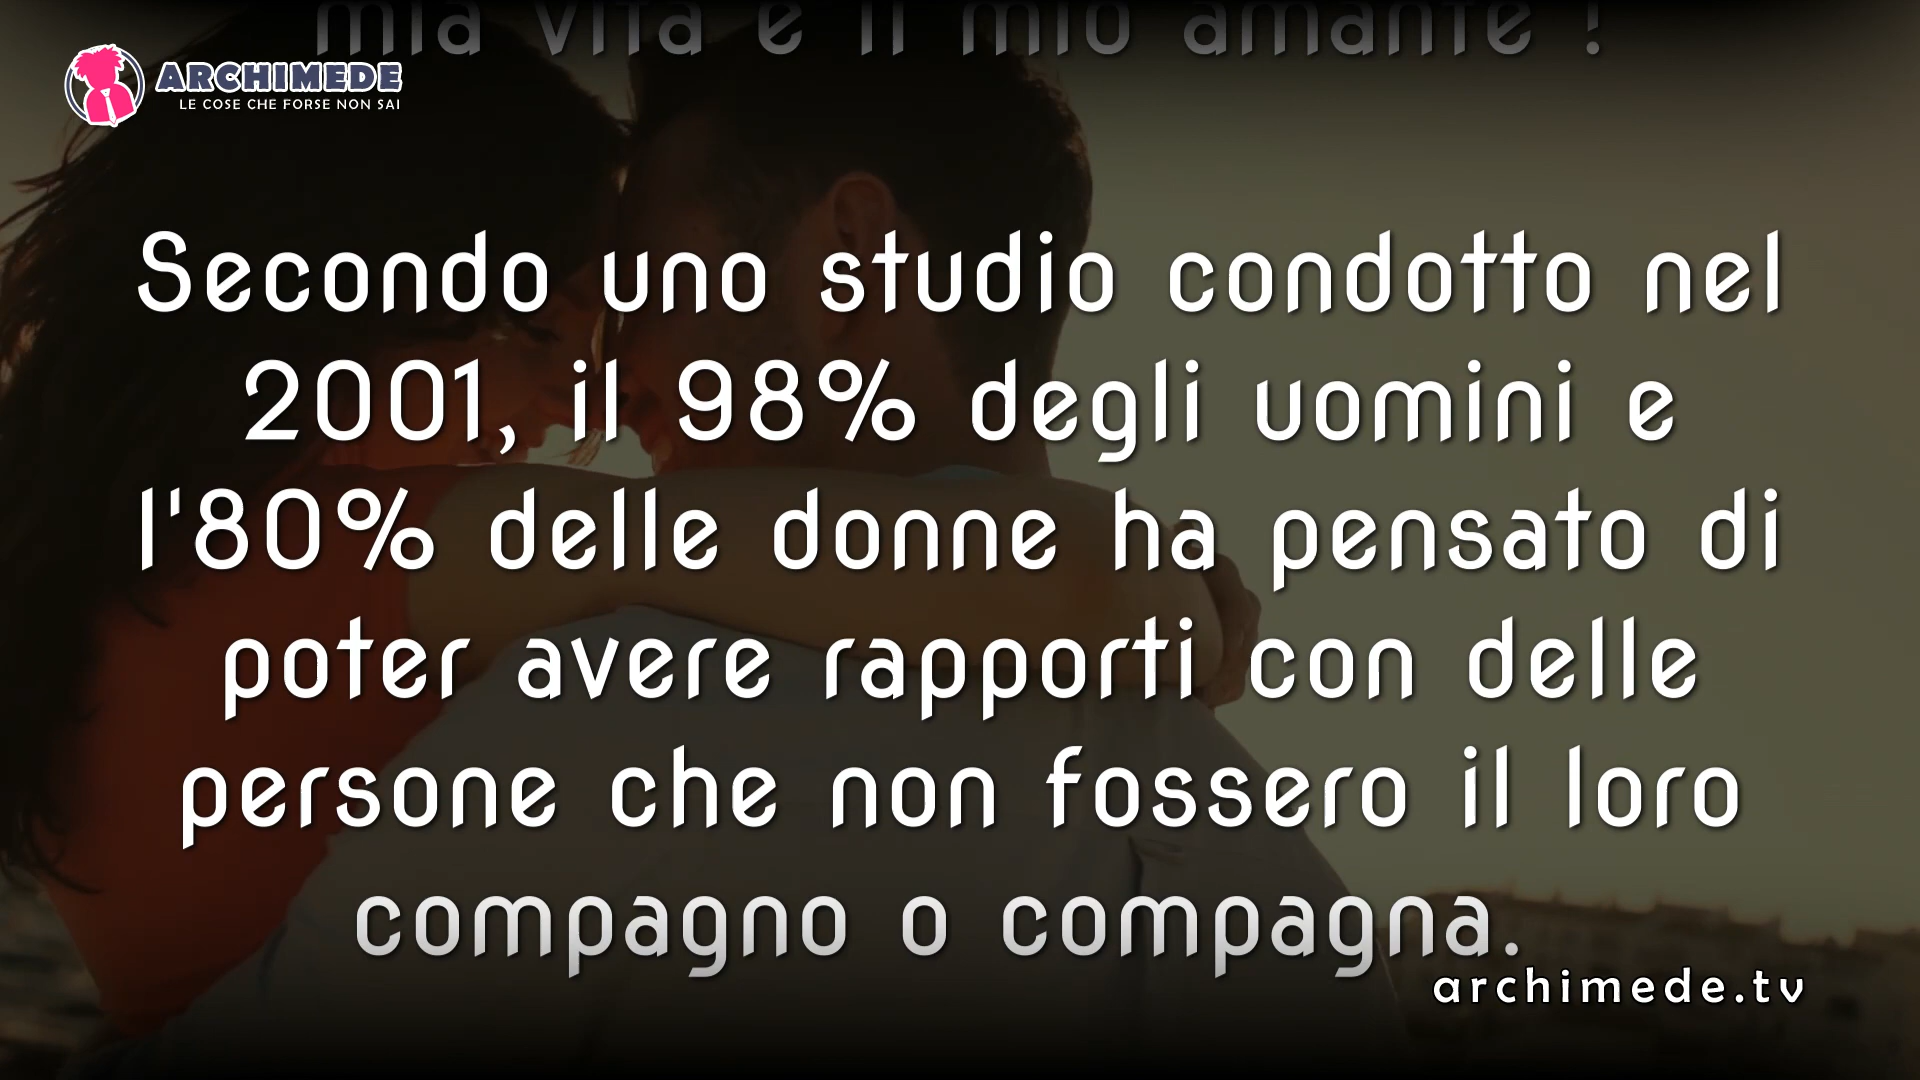 mia vita e il mio amante !
ARCHIMEDE
LE COSE CHE FORSE NON SAI
Secondo uno studio condotto nel
2001, il 98% degli uomini e
l'80% delle donne ha pensato di
poter avere rapporti con delle
persone che non fossero il loro
compagno o compagna.
archimede.tv